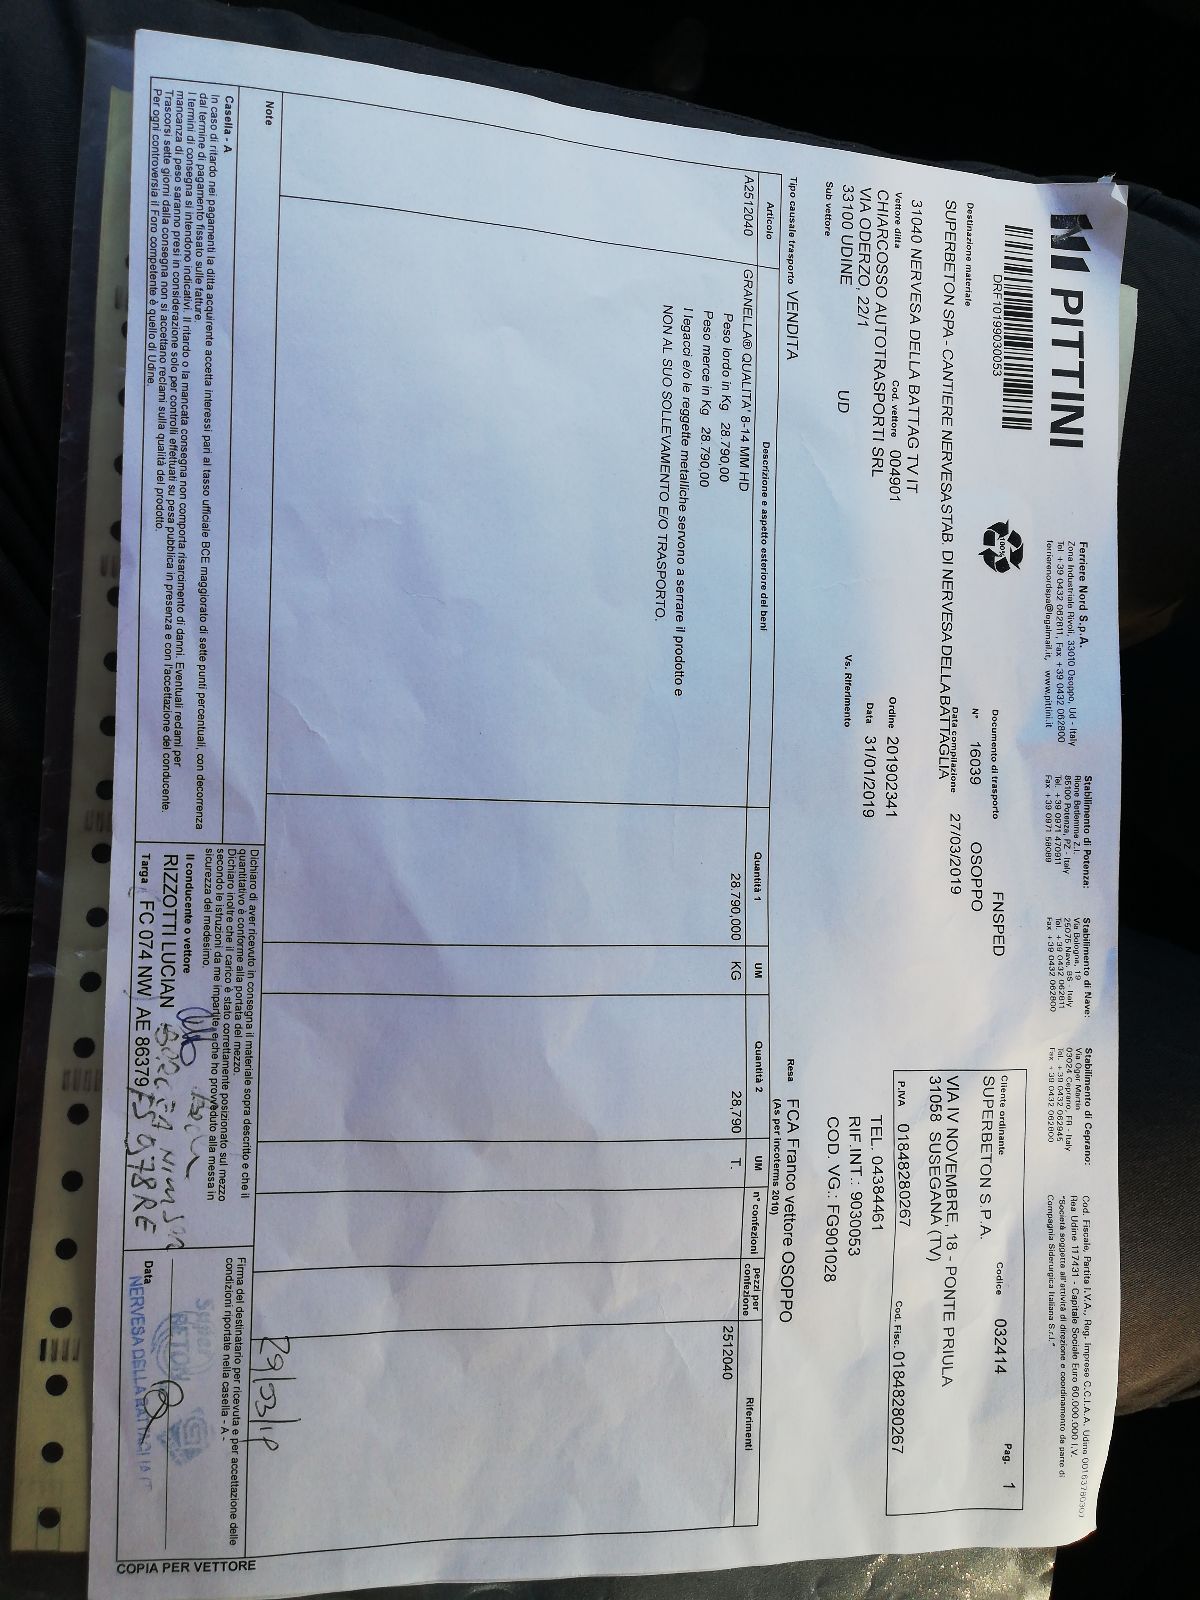 PITTINI
Ferriere Nord S.p.A.
Zona Industriale Rivoli, 33010 Osoppo, Ud - Italy
Tel +39 0432 062811, Fax +39 0432 062800
ferrierenordspa@legalmail.it, www.pittini.it
Stabilimento di Potenza:
Rione Betlemme Z.I.
85100 Potenza, PZ - Italy
Tel. +39 0971 470911
Fax +39 0971 58089
Stabilimento di Nave:
Via Bologna, 19
25075 Nave, BS - Italy
Tel. +39 0432 062811
Fax +39 0432 062800
Stabilimento di Ceprano:
Via Oger Martin
03024 Ceprano, FR - Italy
Tel. +39 0432 062945
Fax +39 0432 062800
Cod. Fiscale, Partita I.V.A., Reg. Imprese C.C.I.A.A. Udine 00163780307
Rea Udine 117431 - Capitale Sociale Euro 60.000.000 I.V.
"Società soggette all'attività di direzione e coordinamento da parte di
Compagnia Siderurgica Italiana S.r.l."
DRF10199030053
100%
Documento di trasporto FNSPED
N° 16039 OSOPPO
Data compilazione 27/03/2019
Cliente ordinante Codice 032414 Pag. 1
SUPERBETON S.P.A.
VIA IV NOVEMBRE, 18 - PONTE PRIULA
31058 SUSEGANA (TV)
P.IVA 01848280267 Cod. Fisc. 01848280267
Destinazione materiale
SUPERBETON SPA - CANTIERE NERVESASTAB. DI NERVESA DELLA BATTAGLIA
31040 NERVESA DELLA BATTAG TV IT
Vettore ditta Cod. vettore 004901
CHIARCOSSO AUTOTRASPORTI SRL
VIA ODERZO, 22/1
33100 UDINE UD
Sub vettore
Ordine 201902341
Data 31/01/2019
Vs. Riferimento
TEL. 04384461
RIF.INT.: 9030053
COD. VG.: FG901028
Tipo causale trasporto VENDITA
Resa FCA Franco vettore OSOPPO
(As per incoterms 2010)
Articolo Descrizione e aspetto esteriore dei beni Quantità 1 UM Quantità 2 UM n° confezioni pezzi per confezione Riferimenti
A2512040 GRANELLA® QUALITA' 8-14 MM HD 28.790,000 KG 28,790 T. 2512040
Peso lordo in Kg 28.790,00
Peso merce in Kg 28.790,00
I legacci e/o le reggette metalliche servono a serrare il prodotto e
NON AL SUO SOLLEVAMENTO E/O TRASPORTO.
Note
29/03/19
Casella - A
In caso di ritardo nei pagamenti la ditta acquirente accetta interessi pari al tasso ufficiale BCE maggiorato di sette punti percentuali, con decorrenza
dal termine di pagamento fissato sulle fatture.
I termini di consegna si intendono indicativi. Il ritardo o la mancata consegna non comporta risarcimento di danni. Eventuali reclami per
mancanza di peso saranno presi in considerazione solo per controlli effettuati su pesa pubblica in presenza e con l'accettazione del conducente
Trascorsi sette giorni dalla consegna non si accettano reclami sulla qualità del prodotto.
Per ogni controversia il Foro competente è quello di Udine.
Dichiaro di aver ricevuto in consegna il materiale sopra descritto e che il
quantitativo è conforme alla portata del mezzo.
Dichiaro inoltre che il carico è stato correttamente posizionato sul mezzo
secondo le istruzioni da me impartite e che ho provveduto alla messa in
sicurezza del medesimo.
Il conducente o vettore
RIZZOTTI LUCIAN
Targa FC 074 NW AE 86379 FS 978RE
Firma del destinatario per ricevuta e per accettazione delle
condizioni riportate nella casella - A -
Super
BETON
Data
NERVESA DELLA BATTAGLIA
COPIA PER VETTORE